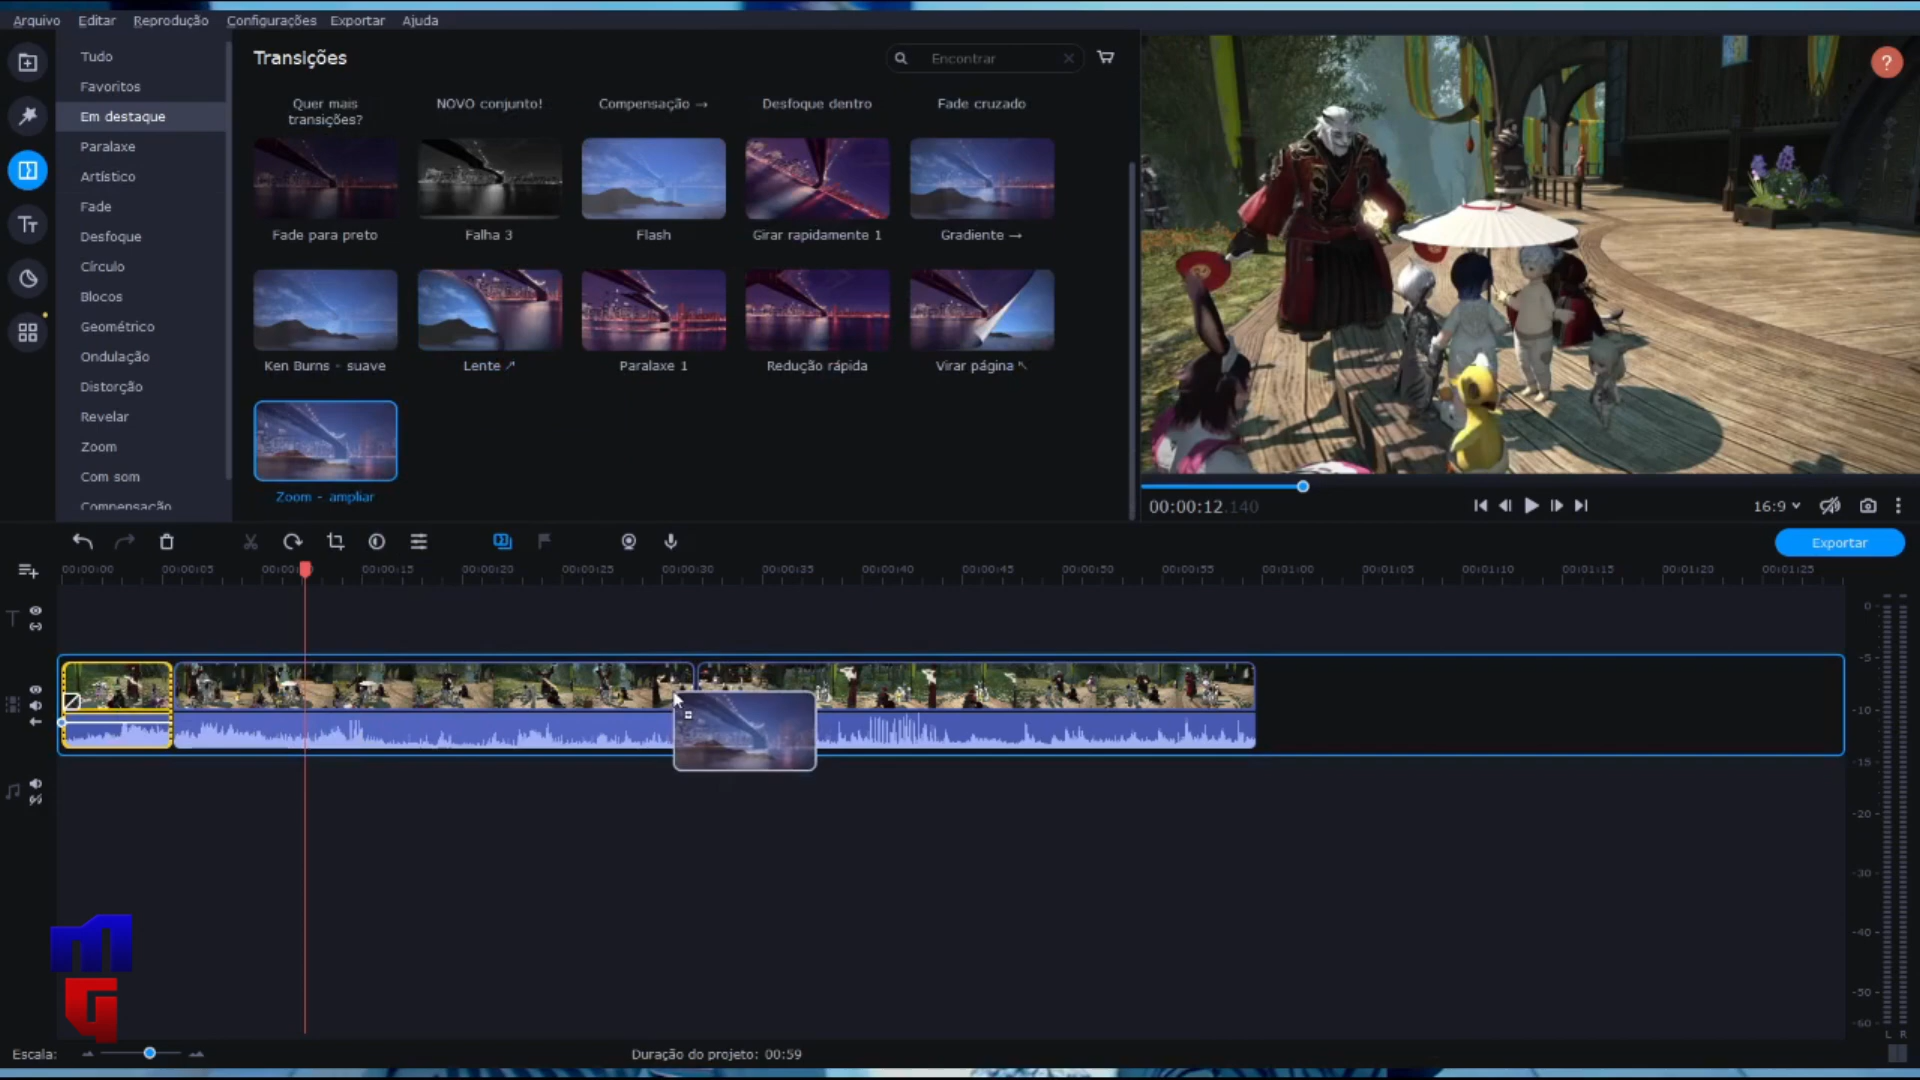 Arquivo Editar Reprodução Configurações Exportar Ajuda
Tudo
Favoritos
Em destaque
Paralaxe
Artístico
Fade
Desfoque
Círculo
Blocos
Geométrico
Ondulação
Distorção
Revelar
Zoom
Com som
Compensação
Transições
Encontrar
Quer mais
transições?
NOVO conjunto!
Compensação →
Desfoque dentro
Fade cruzado
Fade para preto
Falha 3
Flash
Girar rapidamente 1
Gradiente →
Ken Burns - suave
Lente ↗
Paralaxe 1
Redução rápida
Virar página ↖
Zoom - ampliar
?
00:00:12.140
16:9
Exportar
00:00:00 00:00:05 00:00:15 00:00:20 00:00:25 00:00:30 00:00:35 00:00:40 00:00:45 00:00:50 00:00:55 00:01:00 00:01:05 00:01:10 00:01:15 00:01:20 00:01:25
0
-5
-10
-15
-20
-30
-40
-50
-60
L R
MG
Escala:
Duração do projeto: 00:59